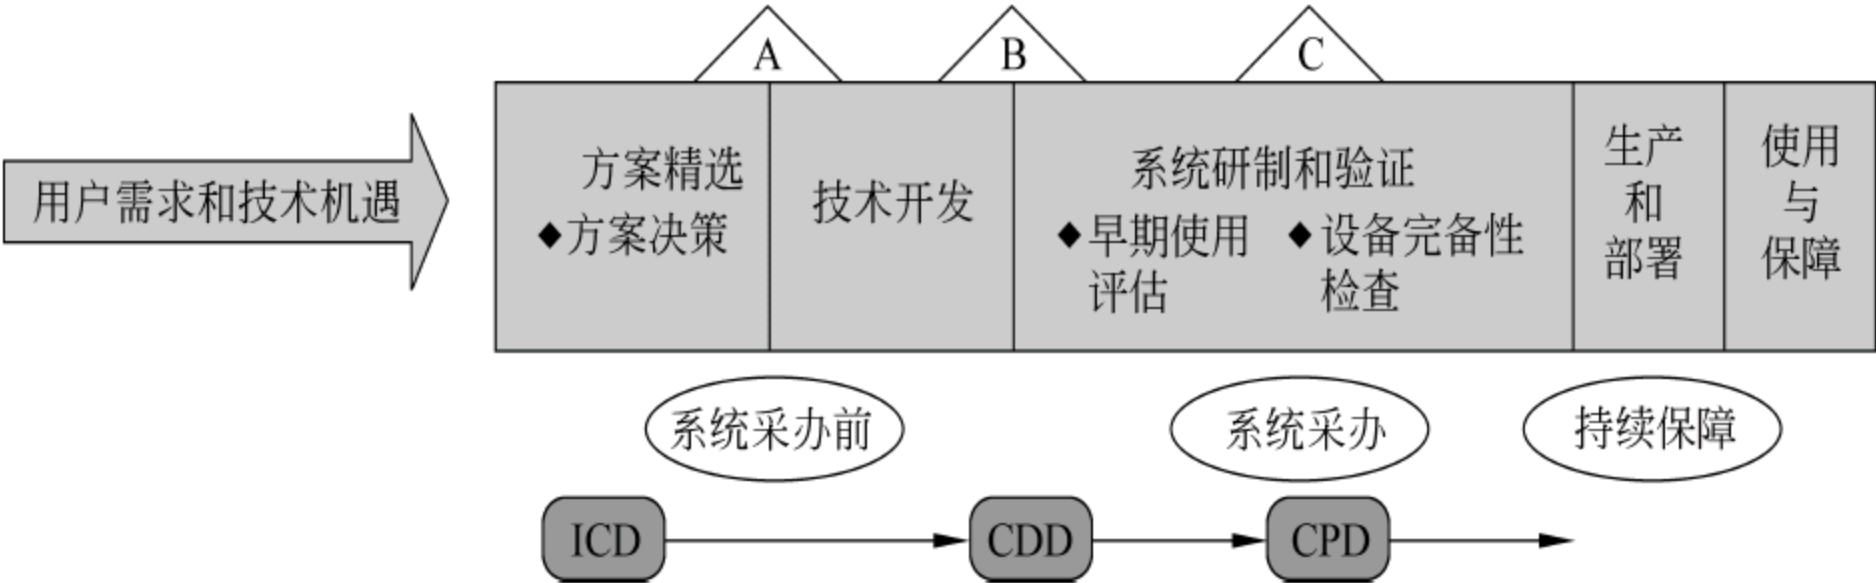 A
B
C
用户需求和技术机遇
方案精选
◆方案决策
技术开发
系统研制和验证
◆早期使用
评估
◆设备完备性
检查
生产
和
部署
使用
与
保障
系统采办前
系统采办
持续保障
ICD
CDD
CPD